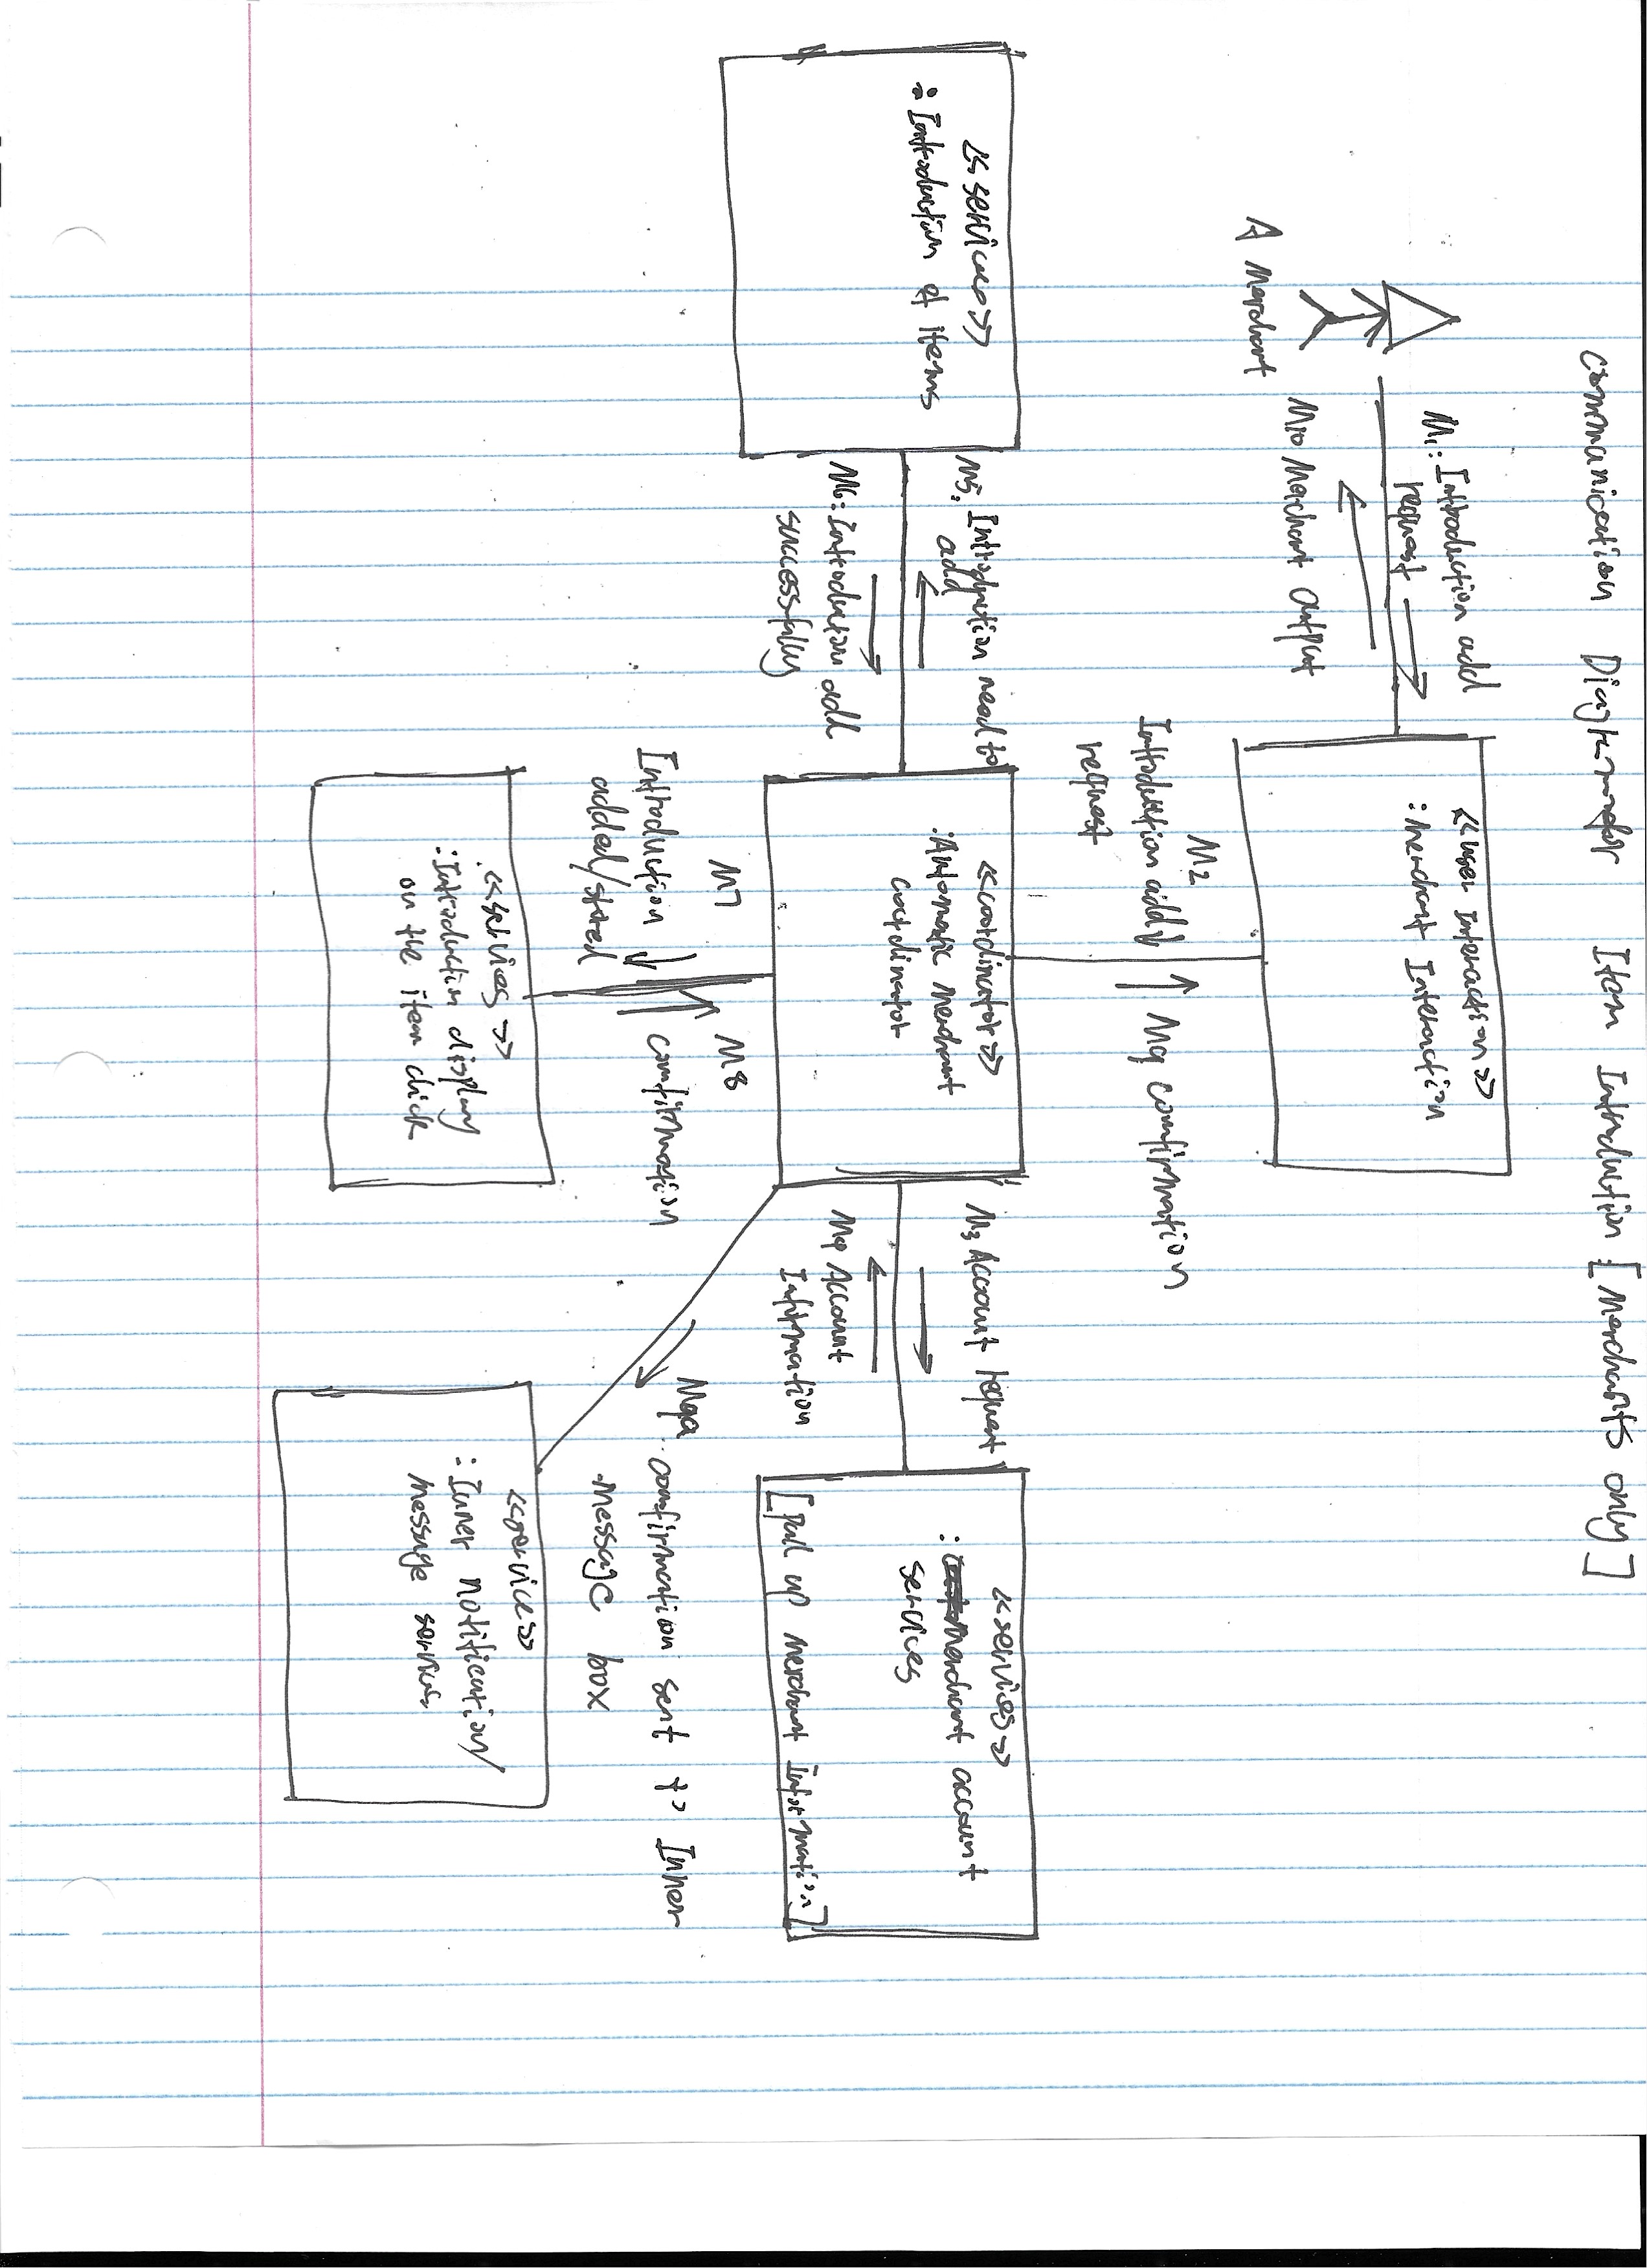 Communication Diagram for Item Introduction [Merchants only]
M1: Introduction add
request
<<user Interaction>>
: Merchant Interaction
M10 Merchant Output
A Merchant
M2
Introduction add
request
M9 comfirmation
<<services>>
: Introduction of items
M5: Introduction need to
add
M6: Introduction add
successfully
<<coordinator>>
: Automatic Merchant
coordinator
M3 Account request
M4 Account
Information
<<services>>
: Merchant account
services
[pull up Merchant Information]
M7
Introduction
added/stored
M8
comfirmation
M9a
comfirmation sent to Inner
message box
<<services>>
: Introduction display
on the item click
<<service>>
: Inner notification/
message services